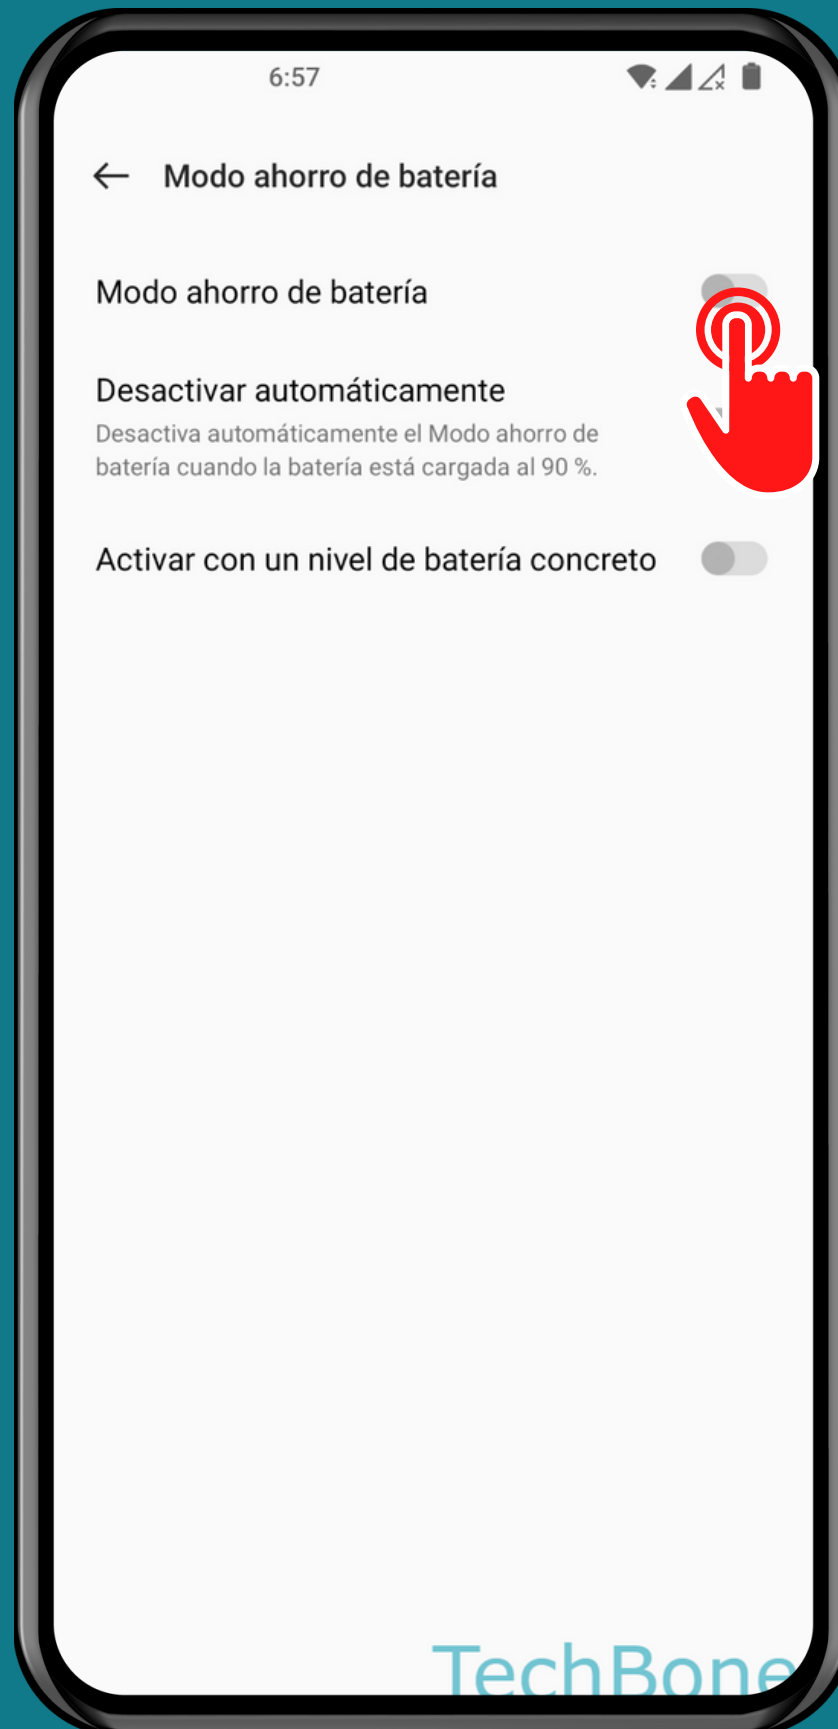 6:57
Modo ahorro de batería
Modo ahorro de batería
Desactivar automáticamente
Desactiva automáticamente el Modo ahorro de
batería cuando la batería está cargada al 90 %.
Activar con un nivel de batería concreto
TechBone